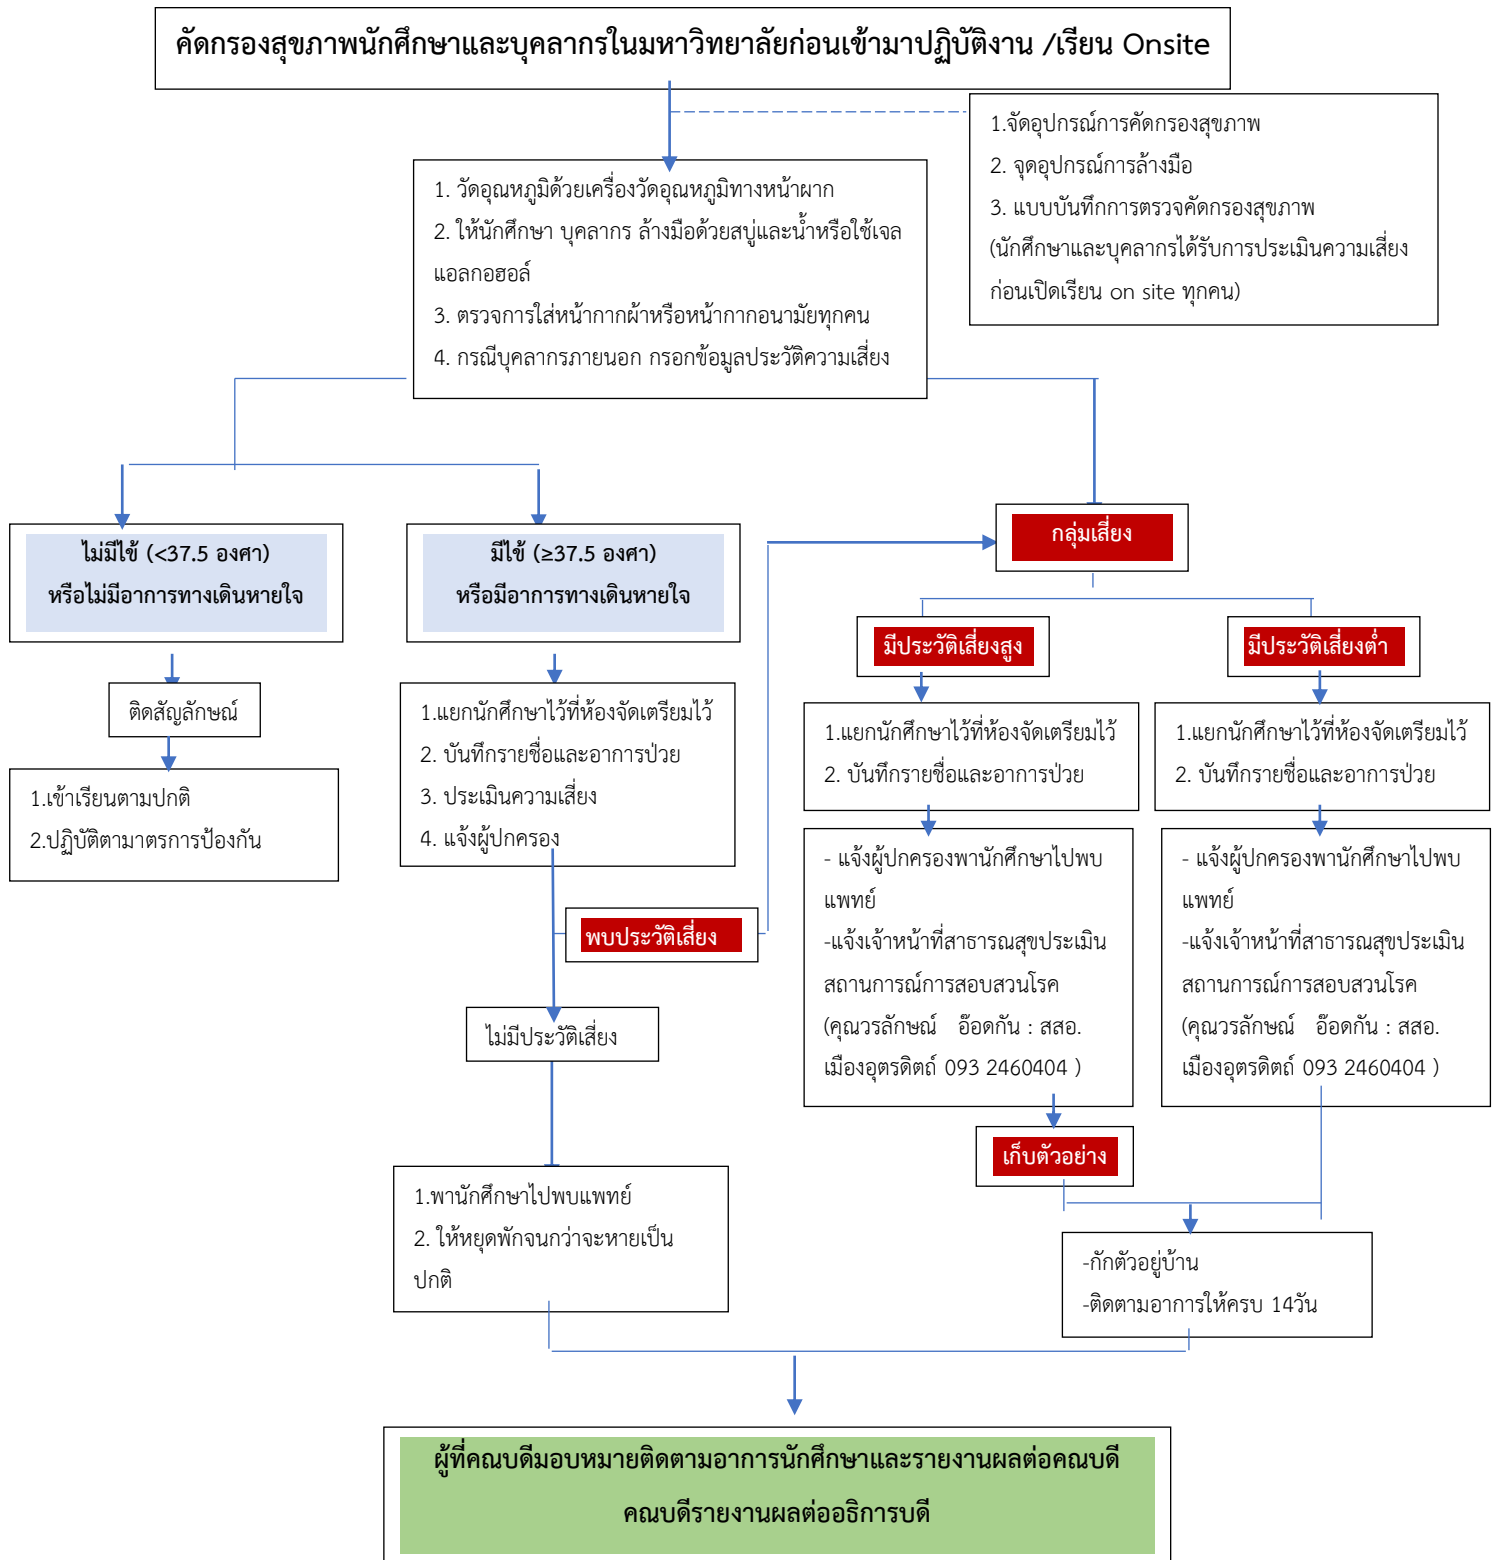 คัดกรองสุขภาพนักศึกษาและบุคลากรในมหาวิทยาลัยก่อนเข้ามาปฏิบัติงาน /เรียน Onsite
1.จัดอุปกรณ์การคัดกรองสุขภาพ
2. จุดอุปกรณ์การล้างมือ
3. แบบบันทึกการตรวจคัดกรองสุขภาพ
(นักศึกษาและบุคลากรได้รับการประเมินความเสี่ยง
ก่อนเปิดเรียน on site ทุกคน)
1. วัดอุณหภูมิด้วยเครื่องวัดอุณหภูมิทางหน้าผาก
2. ให้นักศึกษา บุคลากร ล้างมือด้วยสบู่และน้ำหรือใช้เจล
แอลกอฮอล์
3. ตรวจการใส่หน้ากากผ้าหรือหน้ากากอนามัยทุกคน
4. กรณีบุคลากรภายนอก กรอกข้อมูลประวัติความเสี่ยง
ไม่มีไข้ (<37.5 องศา)
หรือไม่มีอาการทางเดินหายใจ
มีไข้ (≥37.5 องศา)
หรือมีอาการทางเดินหายใจ
กลุ่มเสี่ยง
มีประวัติเสี่ยงสูง
มีประวัติเสี่ยงต่ำ
ติดสัญลักษณ์
1.เข้าเรียนตามปกติ
2.ปฏิบัติตามาตรการป้องกัน
1.แยกนักศึกษาไว้ที่ห้องจัดเตรียมไว้
2. บันทึกรายชื่อและอาการป่วย
3. ประเมินความเสี่ยง
4. แจ้งผู้ปกครอง
1.แยกนักศึกษาไว้ที่ห้องจัดเตรียมไว้
2. บันทึกรายชื่อและอาการป่วย
1.แยกนักศึกษาไว้ที่ห้องจัดเตรียมไว้
2. บันทึกรายชื่อและอาการป่วย
พบประวัติเสี่ยง
- แจ้งผู้ปกครองพานักศึกษาไปพบ
แพทย์
-แจ้งเจ้าหน้าที่สาธารณสุขประเมิน
สถานการณ์การสอบสวนโรค
(คุณวรลักษณ์ อ๊อดกัน : สสอ.
เมืองอุตรดิตถ์ 093 2460404 )
- แจ้งผู้ปกครองพานักศึกษาไปพบ
แพทย์
-แจ้งเจ้าหน้าที่สาธารณสุขประเมิน
สถานการณ์การสอบสวนโรค
(คุณวรลักษณ์ อ๊อดกัน : สสอ.
เมืองอุตรดิตถ์ 093 2460404 )
ไม่มีประวัติเสี่ยง
เก็บตัวอย่าง
1.พานักศึกษาไปพบแพทย์
2. ให้หยุดพักจนกว่าจะหายเป็น
ปกติ
-กักตัวอยู่บ้าน
-ติดตามอาการให้ครบ 14วัน
ผู้ที่คณบดีมอบหมายติดตามอาการนักศึกษาและรายงานผลต่อคณบดี
คณบดีรายงานผลต่ออธิการบดี